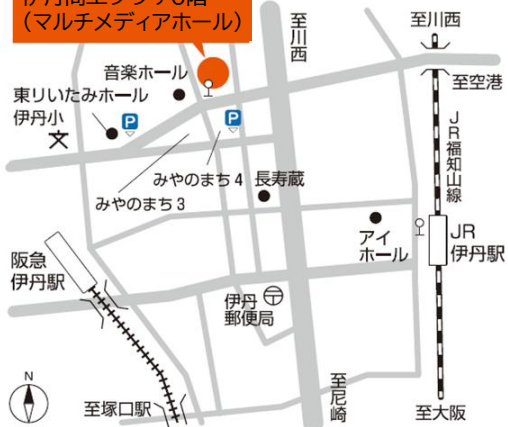 （マルチメディアホール）
至川西
至川西
音楽ホール
至空港
東リいたみホール
伊丹小
P
P
JR福知山線
みやのまち4
長寿蔵
みやのまち3
アイ
ホール
JR
伊丹駅
阪急
伊丹駅
伊丹
郵便局
N
至塚口駅
至尼崎
至大阪